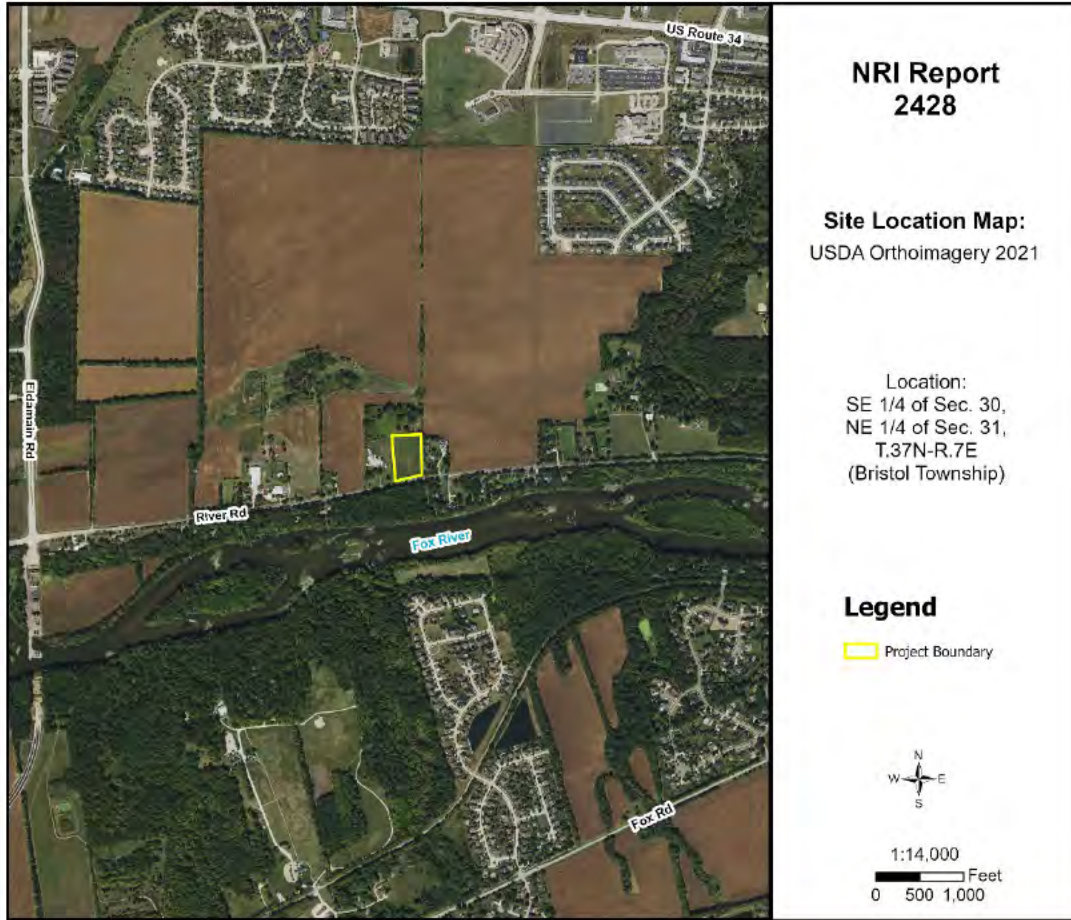 US Route 34
Eldamain Rd
River Rd
Fox River
Fox Rd
NRI Report
2428
Site Location Map:
USDA Orthoimagery 2021
Location:
SE 1/4 of Sec. 30,
NE 1/4 of Sec. 31,
T.37N-R.7E
(Bristol Township)
Legend
Project Boundary
N
W E
S
1:14,000
Feet
0 500 1,000